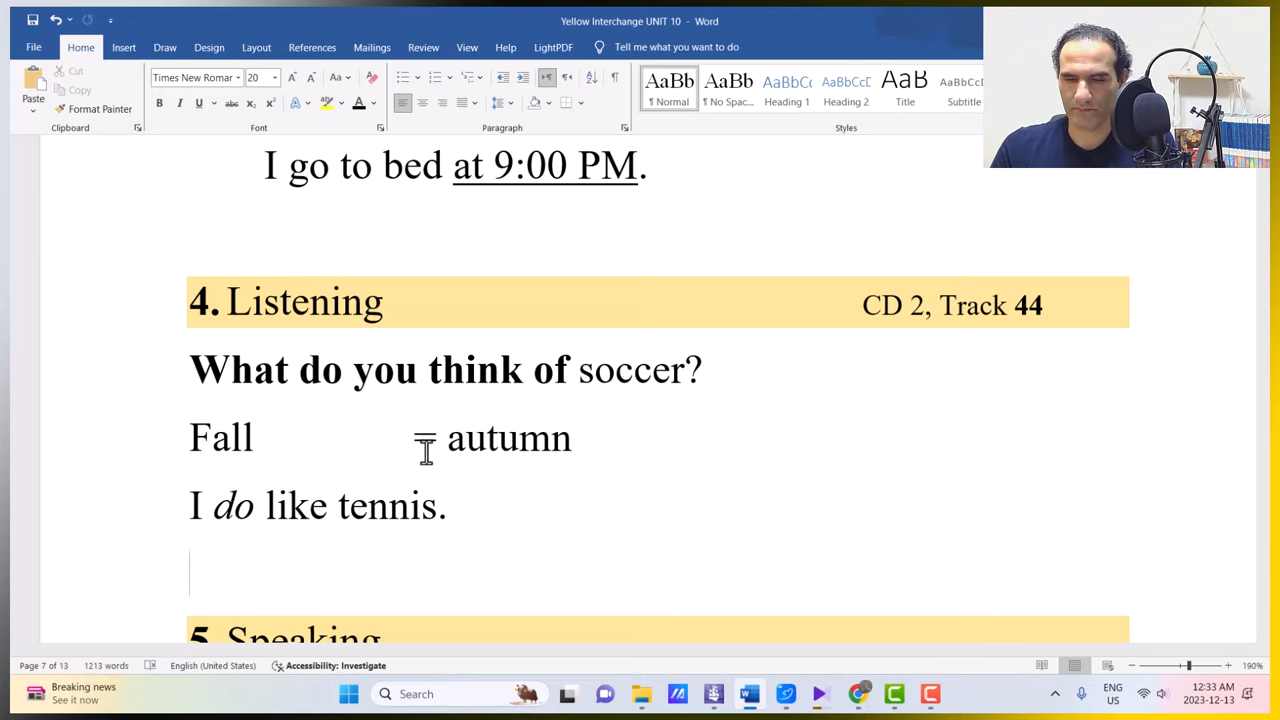 Yellow Interchange UNIT 10 - Word
File Home Insert Draw Design Layout References Mailings Review View Help LightPDF Tell me what you want to do
Paste
Cut
Copy
Format Painter
Clipboard
Times New Romar 20
Font
Paragraph
AaBb AaBb AaBbCc AaBbCc AaB AaBbCc
¶ Normal ¶ No Spac... Heading 1 Heading 2 Title Subtitle
Styles
I go to bed at 9:00 PM.
4. Listening CD 2, Track 44
What do you think of soccer?
Fall = autumn
I do like tennis.
5. Speaking
Page 7 of 13 1213 words English (United States) Accessibility: Investigate 190%
Breaking news
See it now
Search
ENG
US
12:33 AM
2023-12-13